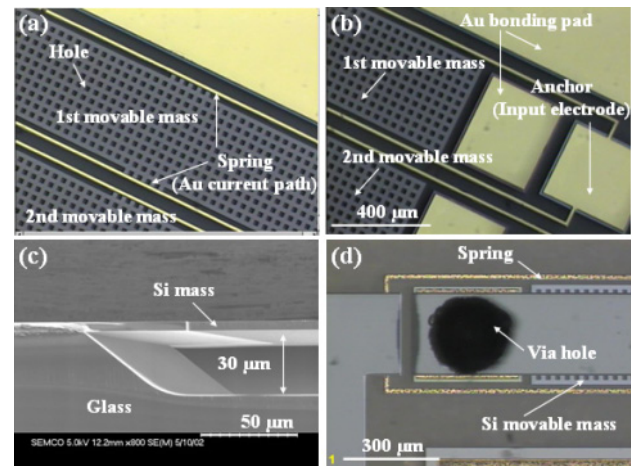 (a)
Hole
1st movable mass
Spring
(Au current path)
2nd movable mass
(b)
Au bonding pad
1st movable mass
Anchor
(Input electrode)
2nd movable mass
400 μm
(c)
Si mass
30 μm
Glass
50 μm
SEMCO 5.0kV 12.2mm x800 SE(M) 5/10/02
(d)
Spring
Via hole
Si movable mass
300 μm
1